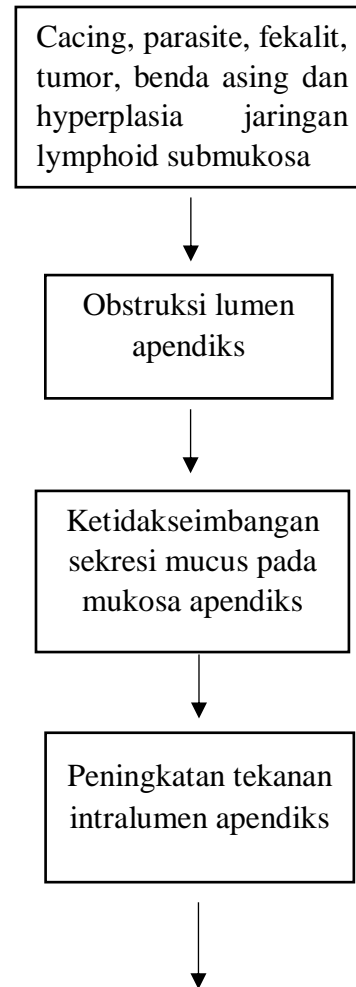 Cacing, parasite, fekalit,
tumor, benda asing dan
hyperplasia jaringan
lymphoid submukosa
Obstruksi lumen
apendiks
Ketidakseimbangan
sekresi mucus pada
mukosa apendiks
Peningkatan tekanan
intralumen apendiks